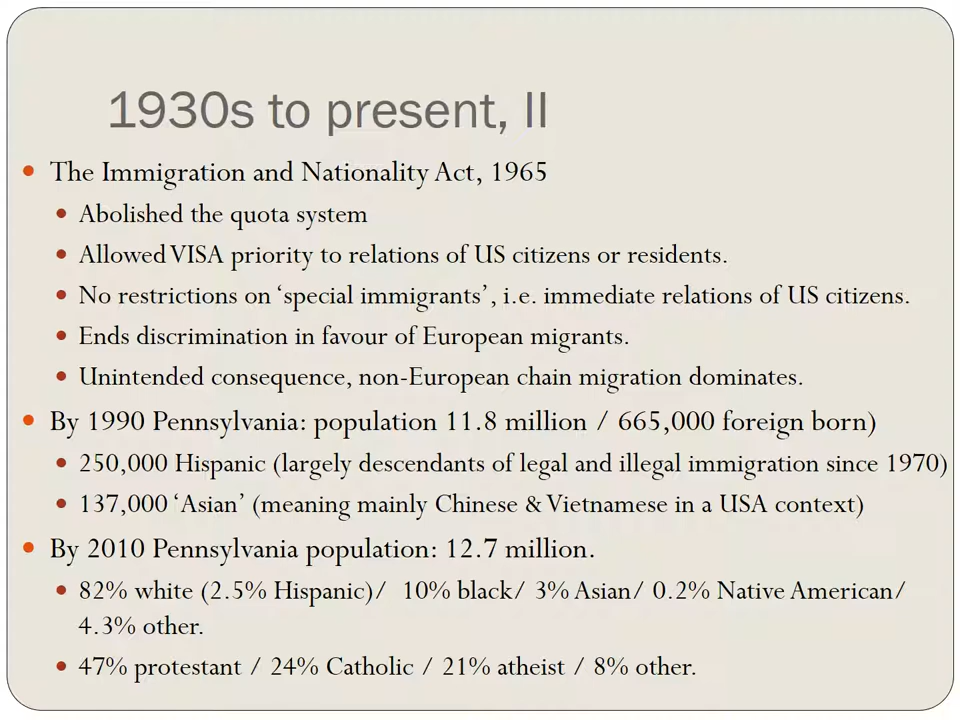 1930s to present, II
• The Immigration and Nationality Act, 1965
• Abolished the quota system
• Allowed VISA priority to relations of US citizens or residents.
• No restrictions on ‘special immigrants’, i.e. immediate relations of US citizens.
• Ends discrimination in favour of European migrants.
• Unintended consequence, non-European chain migration dominates.
• By 1990 Pennsylvania: population 11.8 million / 665,000 foreign born)
• 250,000 Hispanic (largely descendants of legal and illegal immigration since 1970)
• 137,000 ‘Asian’ (meaning mainly Chinese & Vietnamese in a USA context)
• By 2010 Pennsylvania population: 12.7 million.
• 82% white (2.5% Hispanic)/ 10% black/ 3% Asian/ 0.2% Native American/
4.3% other.
• 47% protestant / 24% Catholic / 21% atheist / 8% other.